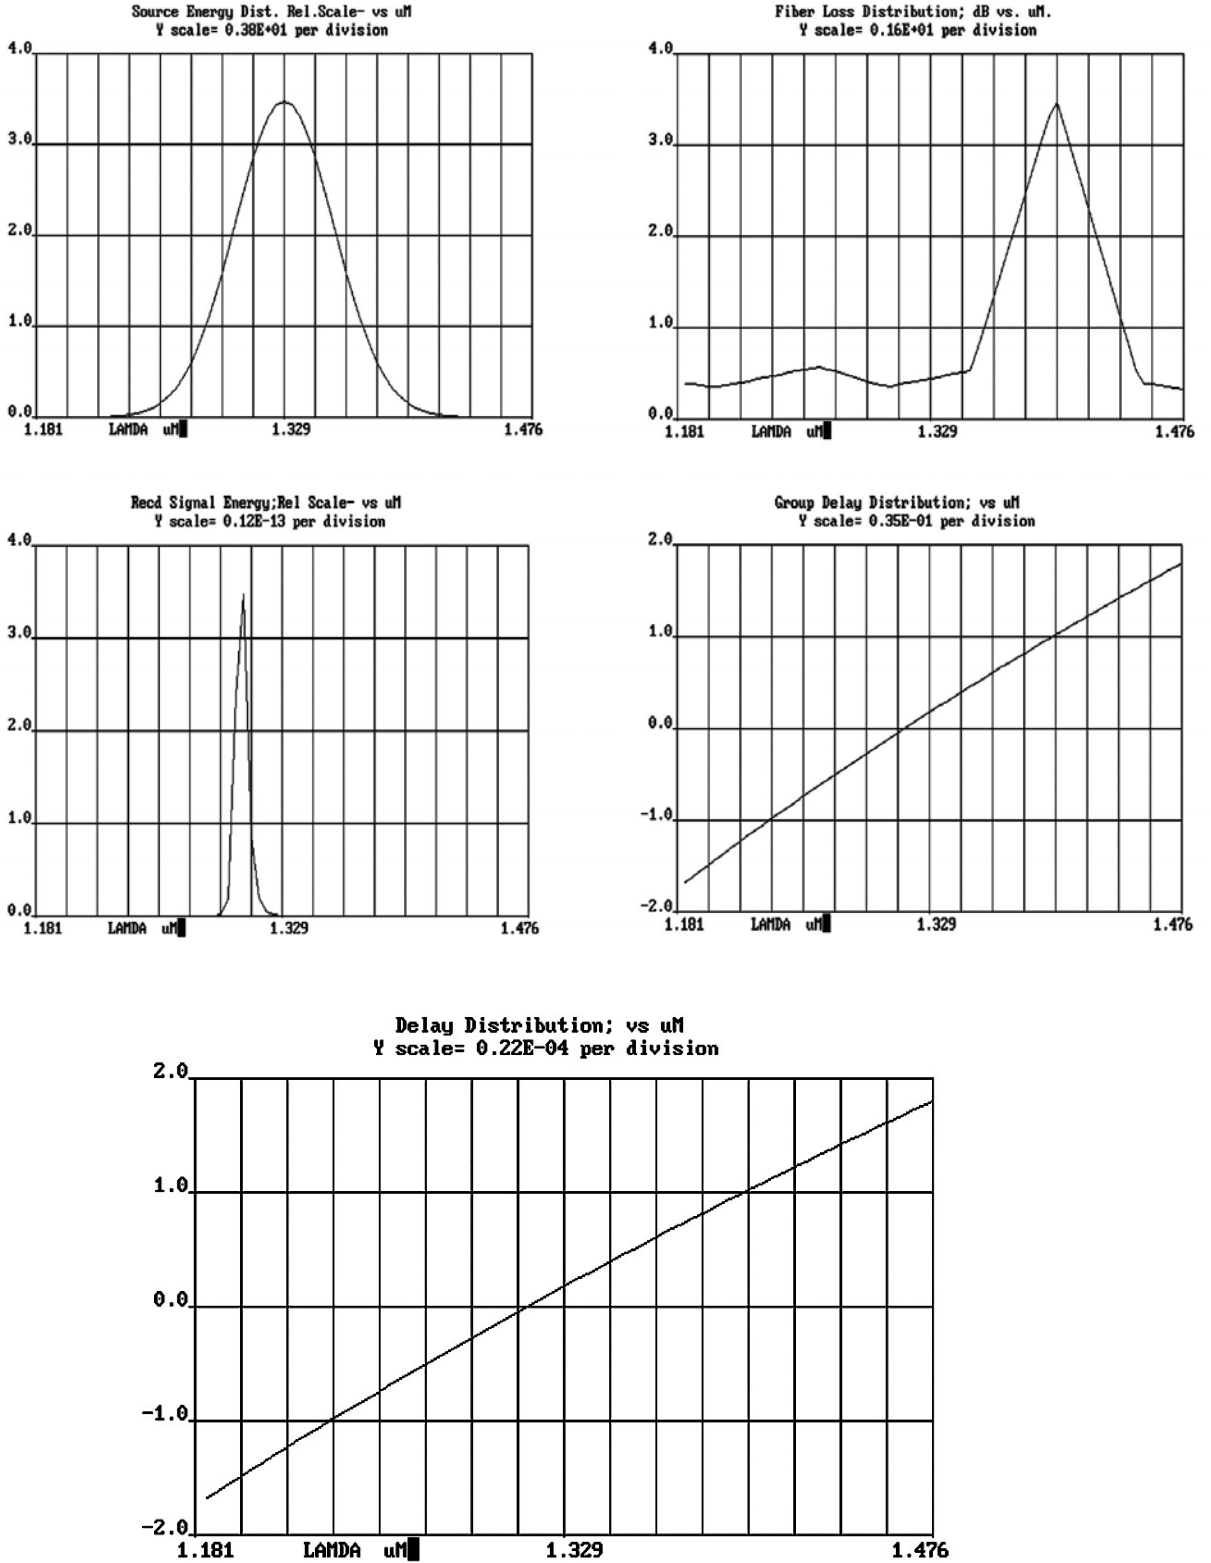 Source Energy Dist. Rel.Scale- vs uM
Y scale= 0.38E+01 per division
4.0
3.0
2.0
1.0
0.0
1.181 LAMDA uM 1.329 1.476
Fiber Loss Distribution; dB vs. uM.
Y scale= 0.16E+01 per division
4.0
3.0
2.0
1.0
0.0
1.181 LAMDA uM 1.329 1.476
Recd Signal Energy;Rel Scale- vs uM
Y scale= 0.12E-13 per division
4.0
3.0
2.0
1.0
0.0
1.181 LAMDA uM 1.329 1.476
Group Delay Distribution; vs uM
Y scale= 0.35E-01 per division
2.0
1.0
0.0
-1.0
-2.0
1.181 LAMDA uM 1.329 1.476
Delay Distribution; vs uM
Y scale= 0.22E-04 per division
2.0
1.0
0.0
-1.0
-2.0
1.181 LAMDA uM 1.329 1.476